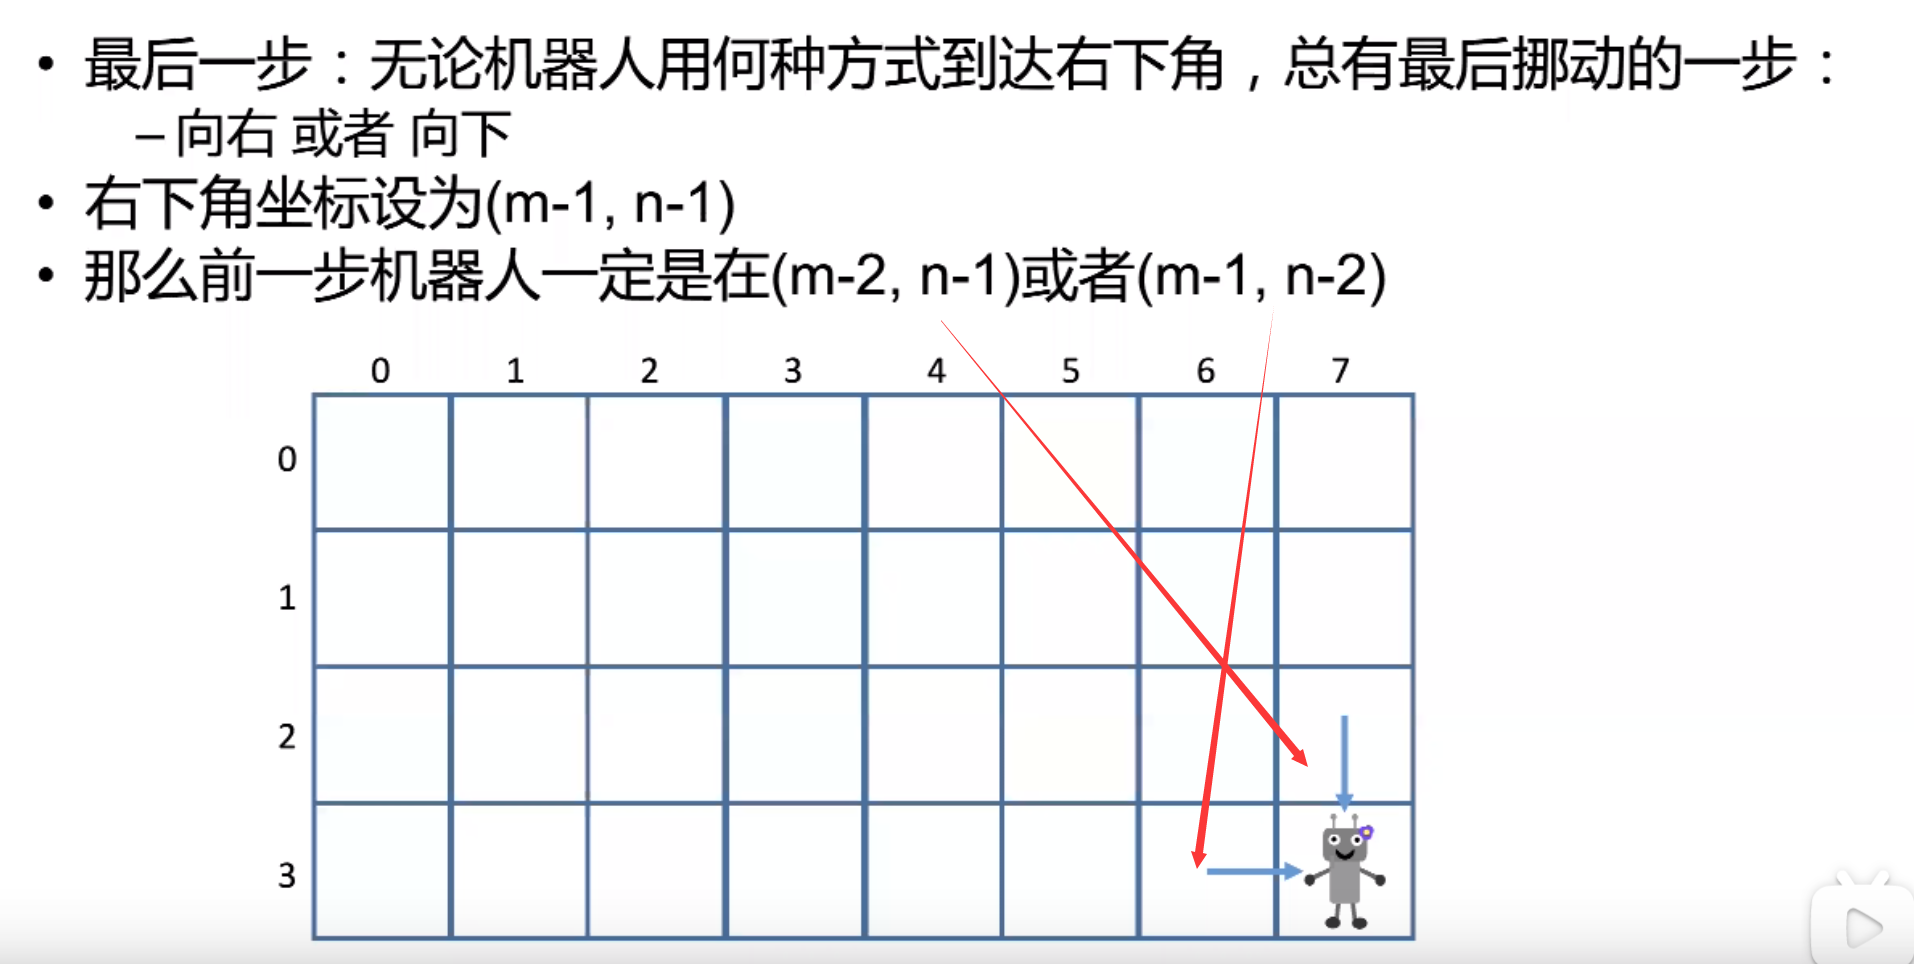 • 最后一步：无论机器人用何种方式到达右下角，总有最后挪动的一步：
– 向右 或者 向下
• 右下角坐标设为(m-1, n-1)
• 那么前一步机器人一定是在(m-2, n-1)或者(m-1, n-2)
0 1 2 3 4 5 6 7
0
1
2
3